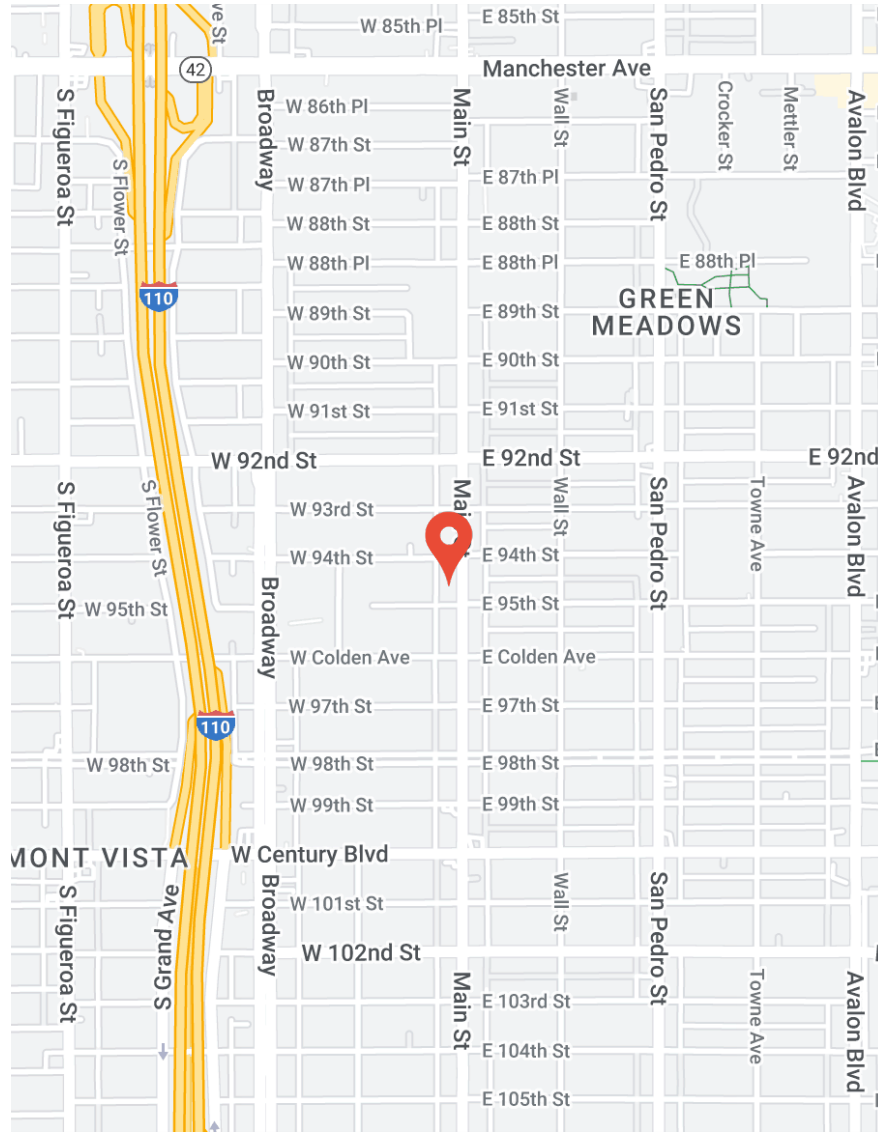 ve St
W 85th Pl
E 85th St
42
Manchester Ave
S Figueroa St
Broadway
W 86th Pl
Main St
Wall St
San Pedro St
Crocker St
Mettler St
Avalon Blvd
W 87th St
S Flower St
W 87th Pl
E 87th Pl
W 88th St
E 88th St
W 88th Pl
E 88th Pl
E 88th Pl
110
GREEN
MEADOWS
W 89th St
E 89th St
W 90th St
E 90th St
W 91st St
E 91st St
W 92nd St
E 92nd St
E 92nd
S Figueroa St
S Flower St
W 93rd St
Wall St
San Pedro St
Towne Ave
Avalon Blvd
W 94th St
E 94th St
Broadway
W 95th St
E 95th St
W Colden Ave
E Colden Ave
W 97th St
E 97th St
110
W 98th St
W 98th St
E 98th St
W 99th St
E 99th St
MONT VISTA
W Century Blvd
S Figueroa St
S Grand Ave
Broadway
Wall St
San Pedro St
W 101st St
W 102nd St
Main St
Towne Ave
Avalon Blvd
E 103rd St
E 104th St
E 105th St